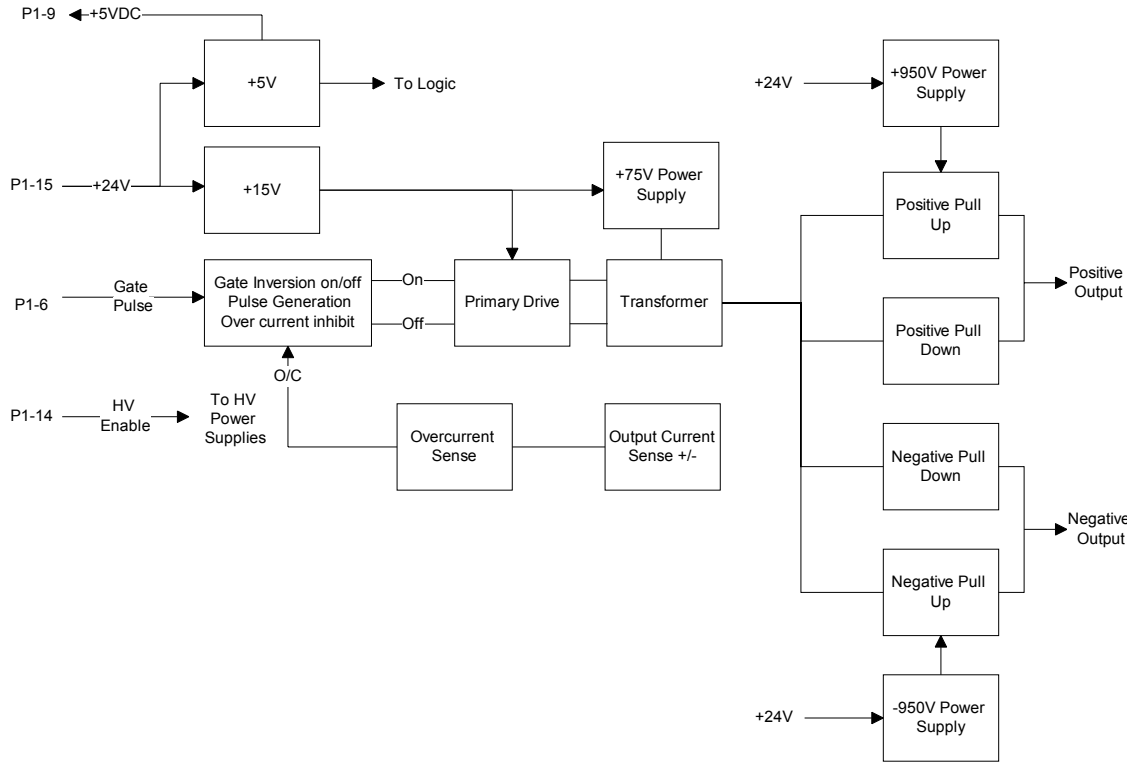 P1-9
+5VDC
+5V
To Logic
P1-15
+24V
+15V
+75V Power
Supply
+24V
+950V Power
Supply
Positive Pull
Up
Positive
Output
Positive Pull
Down
P1-6
Gate
Pulse
Gate Inversion on/off
Pulse Generation
Over current inhibit
On
Off
Primary Drive
Transformer
O/C
P1-14
HV
Enable
To HV
Power
Supplies
Overcurrent
Sense
Output Current
Sense +/-
Negative Pull
Down
Negative
Output
Negative Pull
Up
+24V
-950V Power
Supply